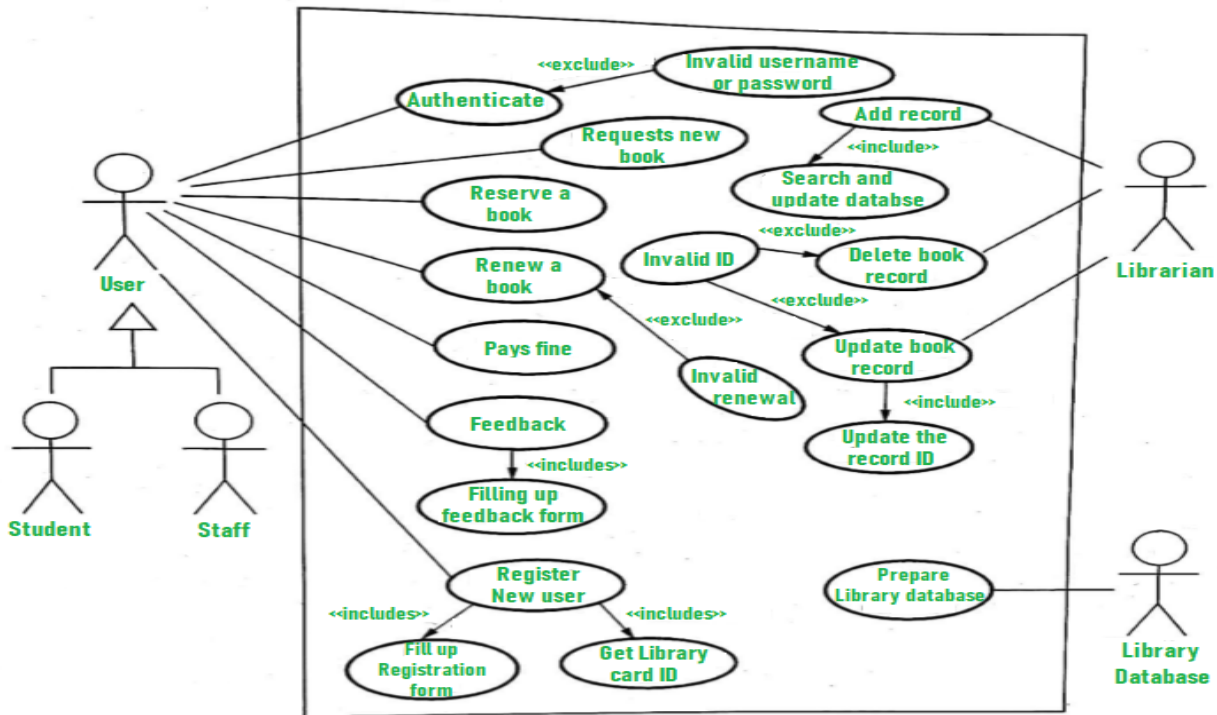 <<exclude>>
Invalid username
or password
Authenticate
Add record
Requests new
book
<<include>>
Search and
update databse
Reserve a
book
<<exclude>>
Invalid ID
Delete book
record
Renew a
book
User
Librarian
<<exclude>>
<<exclude>>
Pays fine
Update book
record
Invalid
renewal
<<include>>
Feedback
Update the
record ID
<<includes>>
Filling up
feedback form
Student
Staff
Register
New user
Prepare
Library database
<<includes>>
<<includes>>
Fill up
Registration
form
Get Library
card ID
Library
Database